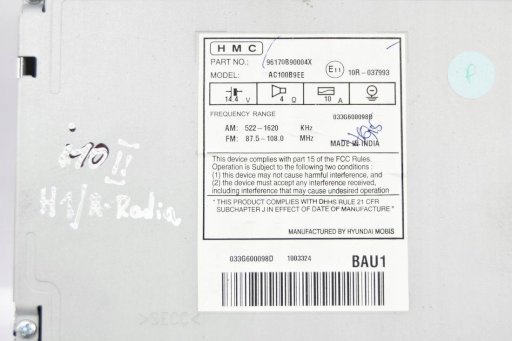 HMC
PART NO.: 96170B90004X
MODEL: AC100B9EE
E11 10R-037993
14.4 V 4 Ω 10 A
FREQUENCY RANGE 033G600098D
AM: 522-1620 KHz
FM: 87.5-108.0 MHz
MADE IN INDIA
This device complies with part 15 of the FCC Rules.
Operation is Subject to the following two conditions:
(1) this device may not cause harmful interference, and
(2) the device must accept any interference received,
including interference that may cause undesired operation
" THIS PRODUCT COMPLIES WITH DHHS RULE 21 CFR
SUBCHAPTER J IN EFFECT OF DATE OF MANUFACTURE "
MANUFACTURED BY HYUNDAI MOBIS
033G600098D 1003324 BAU1
i10 II